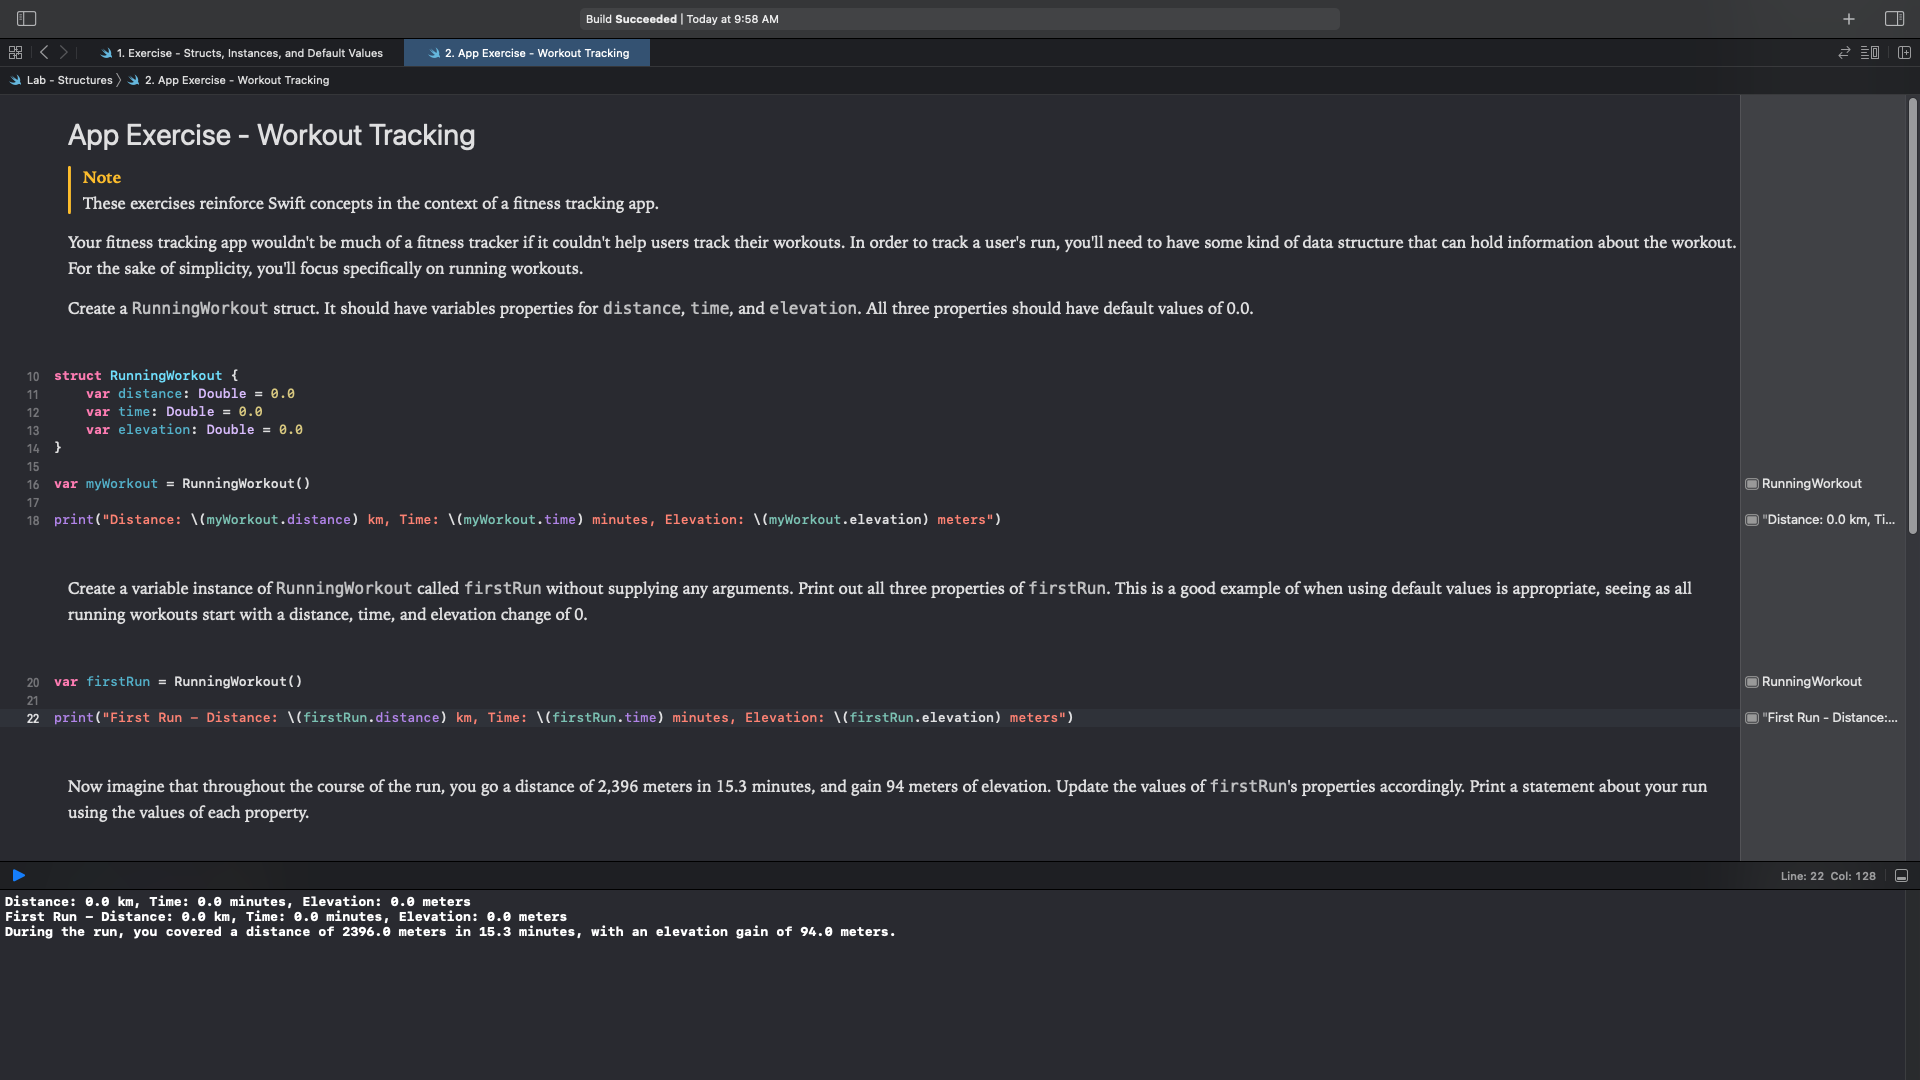 Build Succeeded | Today at 9:58 AM
1. Exercise - Structs, Instances, and Default Values
2. App Exercise - Workout Tracking
Lab - Structures 〉 2. App Exercise - Workout Tracking
App Exercise - Workout Tracking
Note
These exercises reinforce Swift concepts in the context of a fitness tracking app.
Your fitness tracking app wouldn't be much of a fitness tracker if it couldn't help users track their workouts. In order to track a user's run, you'll need to have some kind of data structure that can hold information about the workout.
For the sake of simplicity, you'll focus specifically on running workouts.
Create a RunningWorkout struct. It should have variables properties for distance, time, and elevation. All three properties should have default values of 0.0.
10 struct RunningWorkout {
11     var distance: Double = 0.0
12     var time: Double = 0.0
13     var elevation: Double = 0.0
14 }
15
16 var myWorkout = RunningWorkout()
RunningWorkout
17
18 print("Distance: \(myWorkout.distance) km, Time: \(myWorkout.time) minutes, Elevation: \(myWorkout.elevation) meters")
"Distance: 0.0 km, Ti...
Create a variable instance of RunningWorkout called firstRun without supplying any arguments. Print out all three properties of firstRun. This is a good example of when using default values is appropriate, seeing as all
running workouts start with a distance, time, and elevation change of 0.
20 var firstRun = RunningWorkout()
RunningWorkout
21
22 print("First Run - Distance: \(firstRun.distance) km, Time: \(firstRun.time) minutes, Elevation: \(firstRun.elevation) meters")
"First Run - Distance:...
Now imagine that throughout the course of the run, you go a distance of 2,396 meters in 15.3 minutes, and gain 94 meters of elevation. Update the values of firstRun's properties accordingly. Print a statement about your run
using the values of each property.
Line: 22 Col: 128
Distance: 0.0 km, Time: 0.0 minutes, Elevation: 0.0 meters
First Run - Distance: 0.0 km, Time: 0.0 minutes, Elevation: 0.0 meters
During the run, you covered a distance of 2396.0 meters in 15.3 minutes, with an elevation gain of 94.0 meters.